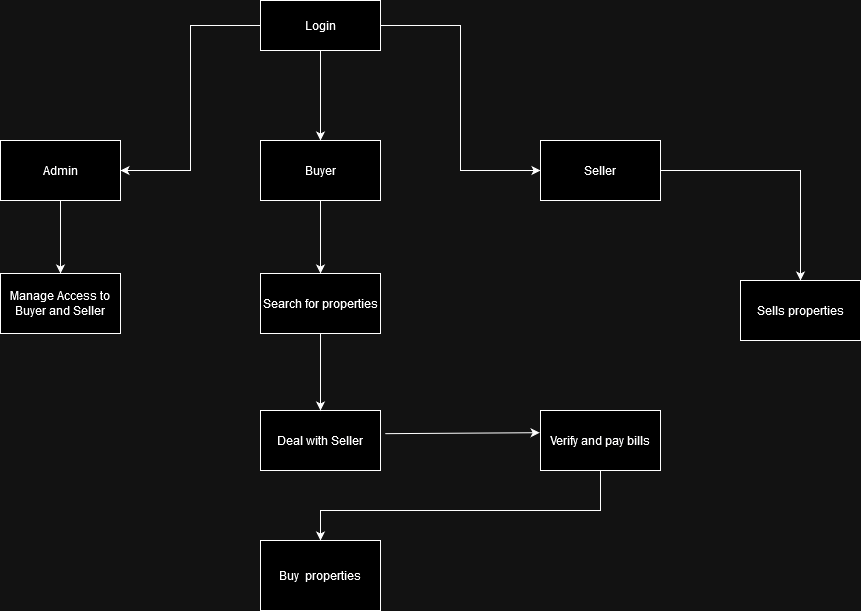 Login
Admin
Buyer
Seller
Manage Access to
Buyer and Seller
Search for properties
Sells properties
Deal with Seller
Verify and pay bills
Buy  properties